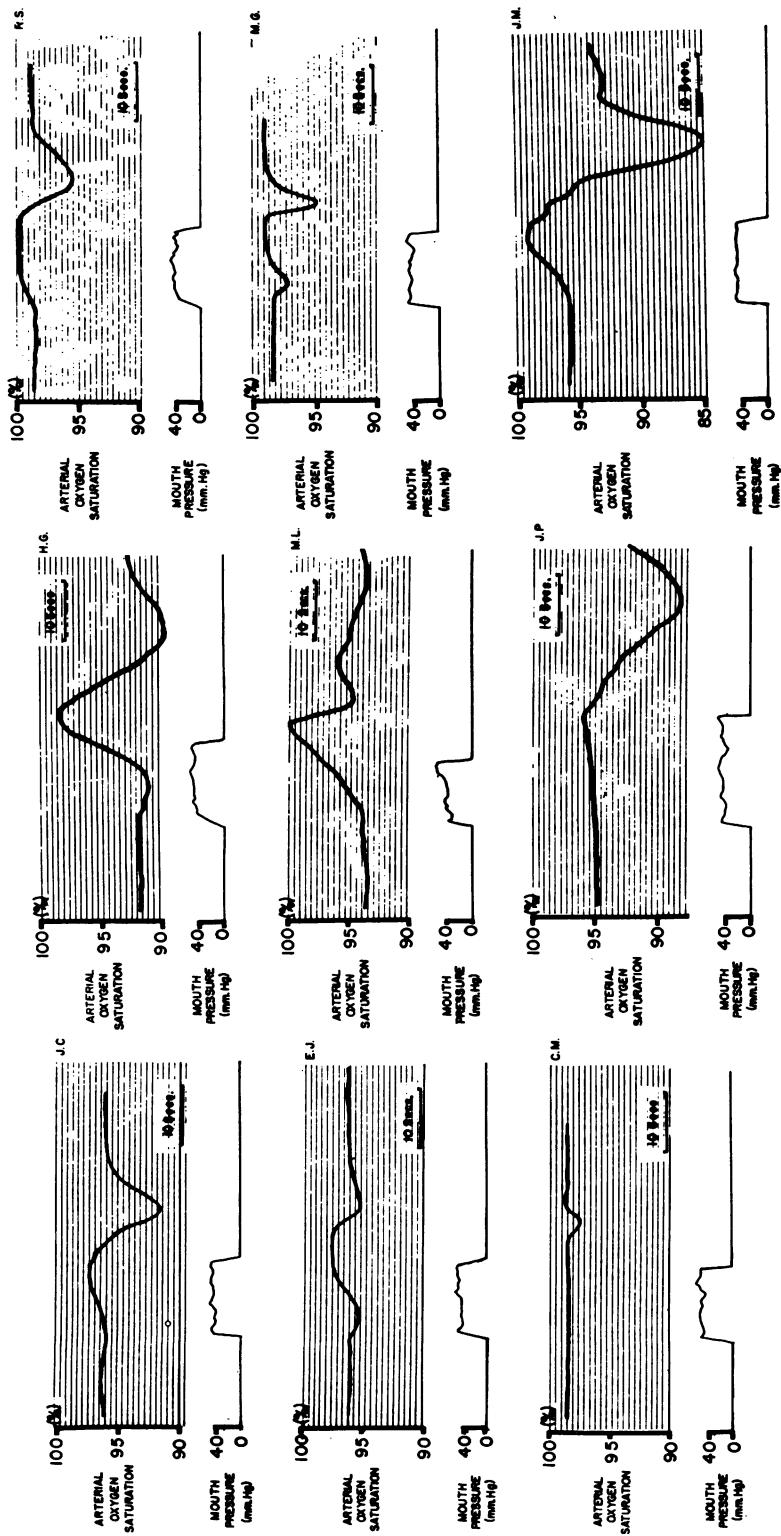 J.C
100 (%)
95
90
ARTERIAL
OXYGEN
SATURATION
10 Secs.
40
0
MOUTH
PRESSURE
(mm.Hg)
H.G.
100 (%)
95
90
ARTERIAL
OXYGEN
SATURATION
10 Secs.
40
0
MOUTH
PRESSURE
(mm.Hg)
R.S.
100 (%)
95
90
ARTERIAL
OXYGEN
SATURATION
10 Secs.
40
0
MOUTH
PRESSURE
(mm.Hg)
E.J.
100 (%)
95
90
ARTERIAL
OXYGEN
SATURATION
10 Secs.
40
0
MOUTH
PRESSURE
(mm.Hg)
M.L.
100 (%)
95
90
ARTERIAL
OXYGEN
SATURATION
10 Secs.
40
0
MOUTH
PRESSURE
(mm.Hg)
M.G.
100 (%)
95
90
ARTERIAL
OXYGEN
SATURATION
10 Secs.
40
0
MOUTH
PRESSURE
(mm.Hg)
C.M.
100 (%)
95
90
ARTERIAL
OXYGEN
SATURATION
10 Secs.
40
0
MOUTH
PRESSURE
(mm.Hg)
J.P.
100 (%)
95
90
ARTERIAL
OXYGEN
SATURATION
10 Secs.
40
0
MOUTH
PRESSURE
(mm.Hg)
J.M.
100 (%)
95
90
85
ARTERIAL
OXYGEN
SATURATION
10 Secs.
40
0
MOUTH
PRESSURE
(mm.Hg)